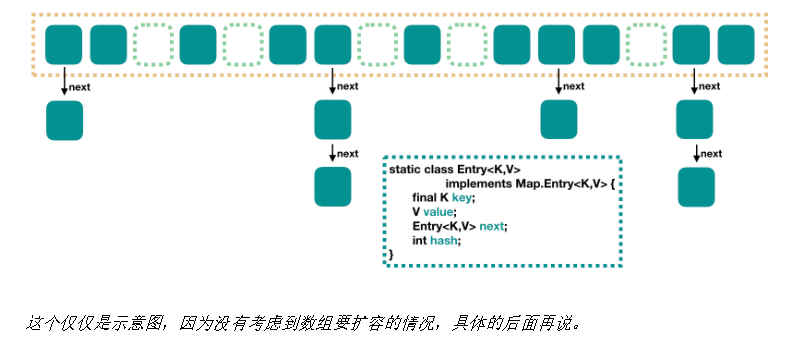 next
next
next
next
next
next
static class Entry<K,V>
implements Map.Entry<K,V> {
final K key;
V value;
Entry<K,V> next;
int hash;
}
这个仅仅是示意图，因为没有考虑到数组要扩容的情况，具体的后面再说。